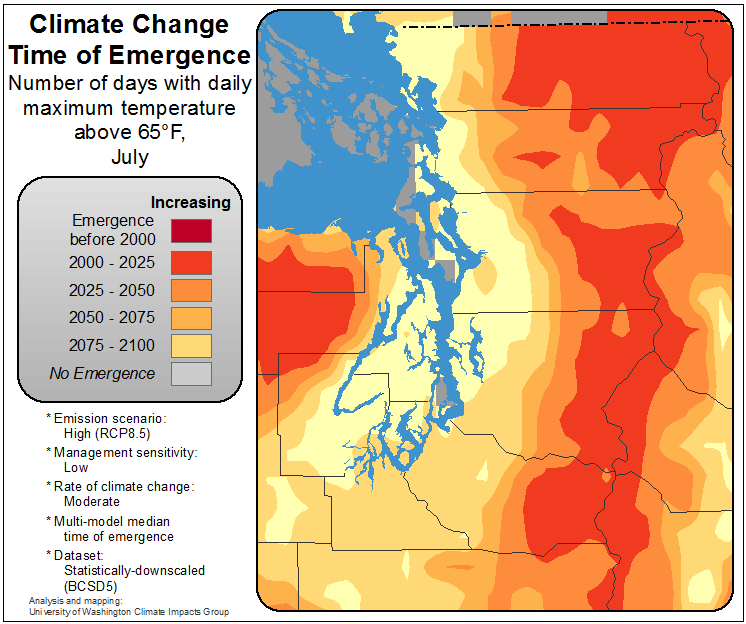 Climate Change
Time of Emergence
Number of days with daily
maximum temperature
above 65°F,
July
Increasing
Emergence
before 2000
2000 - 2025
2025 - 2050
2050 - 2075
2075 - 2100
No Emergence
* Emission scenario:
High (RCP8.5)
* Management sensitivity:
Low
* Rate of climate change:
Moderate
* Multi-model median
time of emergence
* Dataset:
Statistically-downscaled
(BCSD5)
Analysis and mapping:
University of Washington Climate Impacts Group